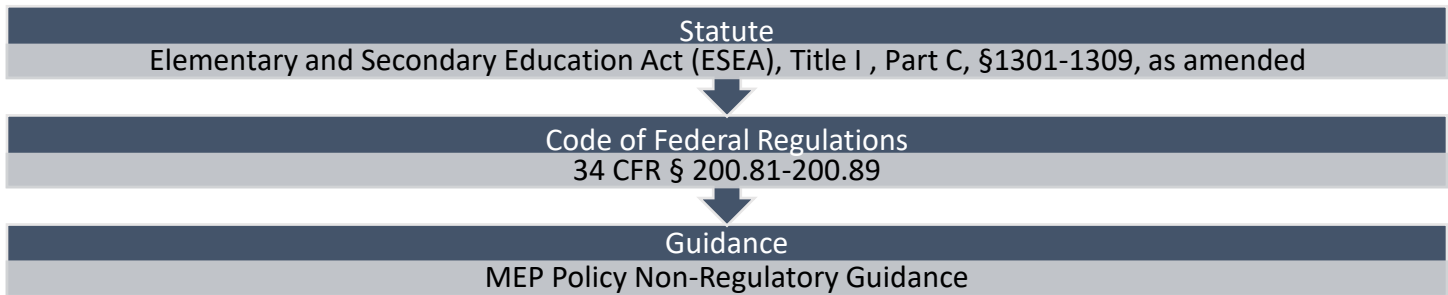 Statute
Elementary and Secondary Education Act (ESEA), Title I , Part C, §1301-1309, as amended
Code of Federal Regulations
34 CFR § 200.81-200.89
Guidance
MEP Policy Non-Regulatory Guidance